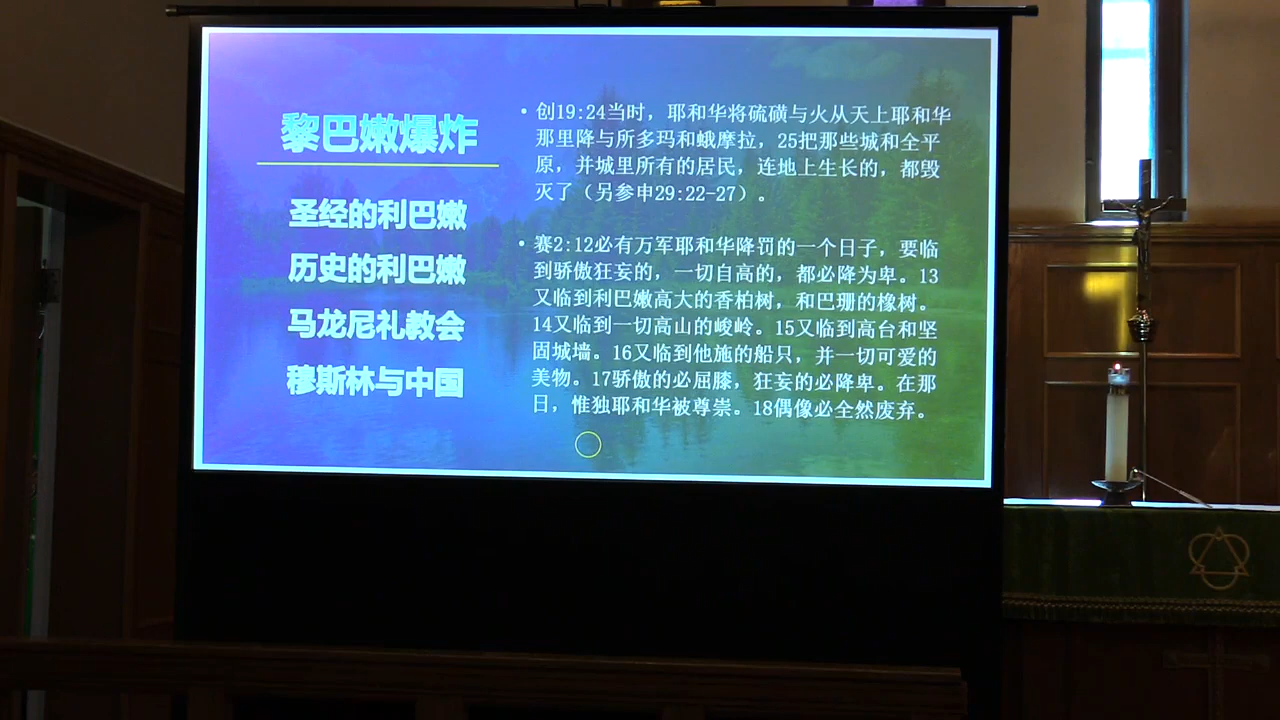 黎巴嫩爆炸
圣经的利巴嫩
历史的利巴嫩
马龙尼礼教会
穆斯林与中国
• 创19:24当时，耶和华将硫磺与火从天上耶和华
那里降与所多玛和蛾摩拉，25把那些城和全平
原，并城里所有的居民，连地上生长的，都毁
灭了（另参申29:22-27）。
• 赛2:12必有万军耶和华降罚的一个日子，要临
到骄傲狂妄的，一切自高的，都必降为卑。13
又临到利巴嫩高大的香柏树，和巴珊的橡树。
14又临到一切高山的峻岭。15又临到高台和坚
固城墙。16又临到他施的船只，并一切可爱的
美物。17骄傲的必屈膝，狂妄的必降卑。在那
日，惟独耶和华被尊崇。18偶像必全然废弃。